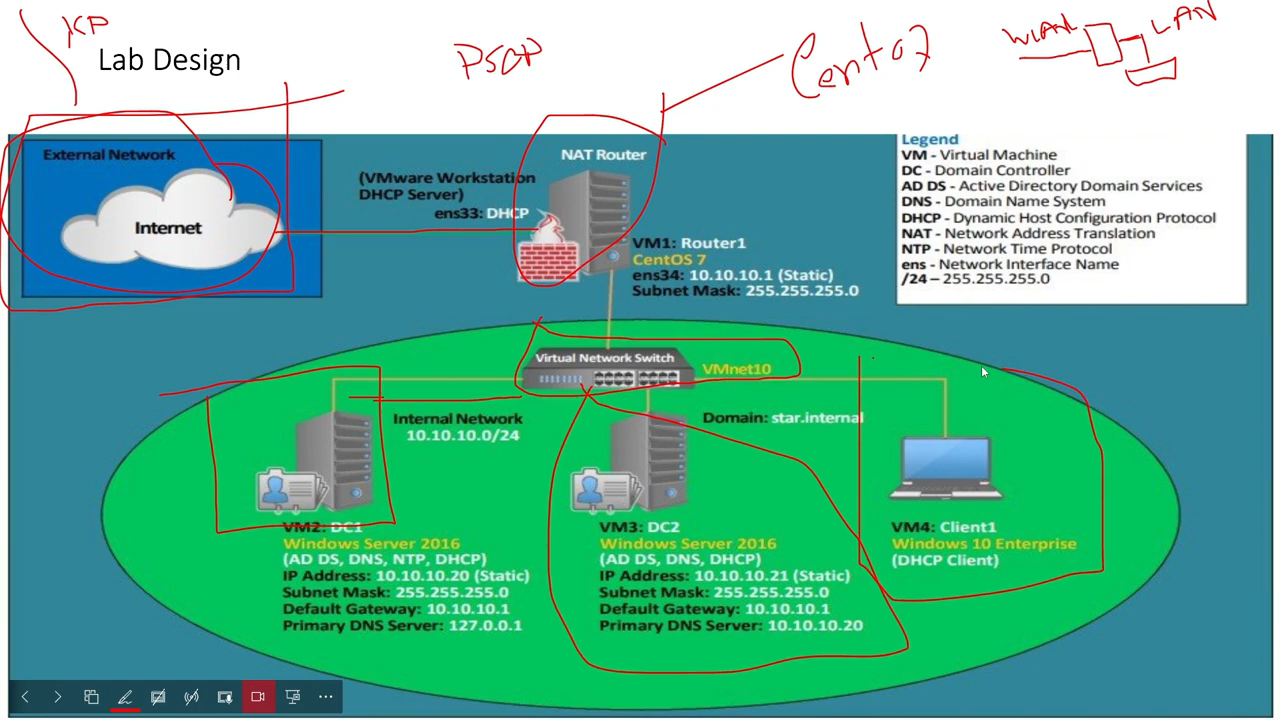 XP
Lab Design
PSOP
Cent07
WLAN
LAN
External Network
Internet
(VMware Workstation
DHCP Server)
ens33: DHCP
NAT Router
VM1: Router1
CentOS 7
ens34: 10.10.10.1 (Static)
Subnet Mask: 255.255.255.0
Legend
VM - Virtual Machine
DC - Domain Controller
AD DS - Active Directory Domain Services
DNS - Domain Name System
DHCP - Dynamic Host Configuration Protocol
NAT - Network Address Translation
NTP - Network Time Protocol
ens - Network Interface Name
/24 – 255.255.255.0
Virtual Network Switch
VMnet10
Internal Network
10.10.10.0/24
Domain: star.internal
VM2: DC1
Windows Server 2016
(AD DS, DNS, NTP, DHCP)
IP Address: 10.10.10.20 (Static)
Subnet Mask: 255.255.255.0
Default Gateway: 10.10.10.1
Primary DNS Server: 127.0.0.1
VM3: DC2
Windows Server 2016
(AD DS, DNS, DHCP)
IP Address: 10.10.10.21 (Static)
Subnet Mask: 255.255.255.0
Default Gateway: 10.10.10.1
Primary DNS Server: 10.10.10.20
VM4: Client1
Windows 10 Enterprise
(DHCP Client)